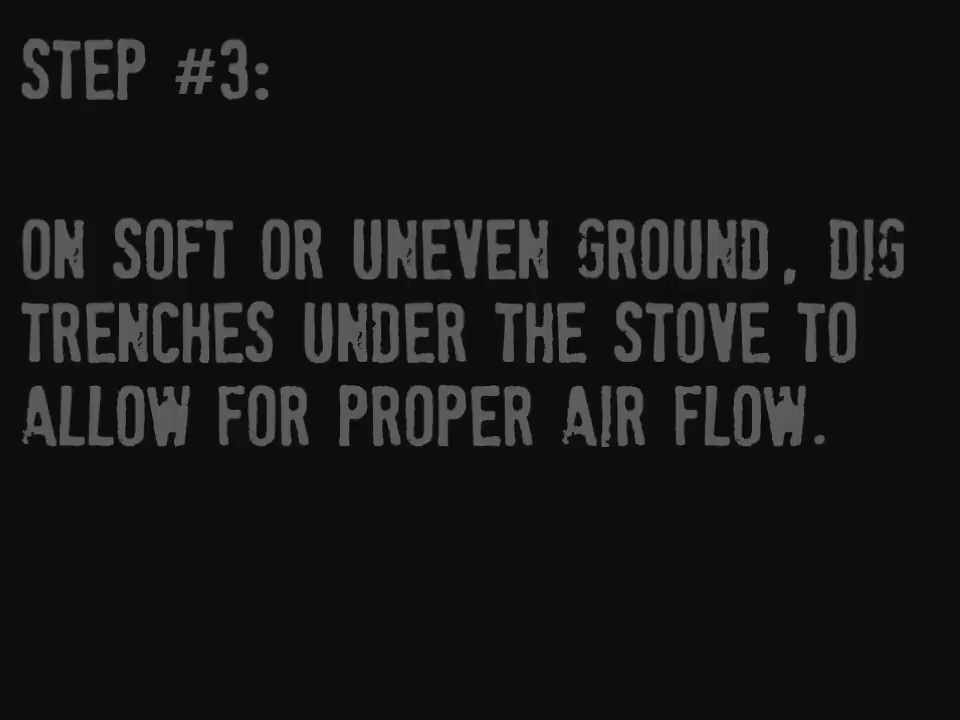 STEP #3:
ON SOFT OR UNEVEN GROUND, DIG
TRENCHES UNDER THE STOVE TO
ALLOW FOR PROPER AIR FLOW.